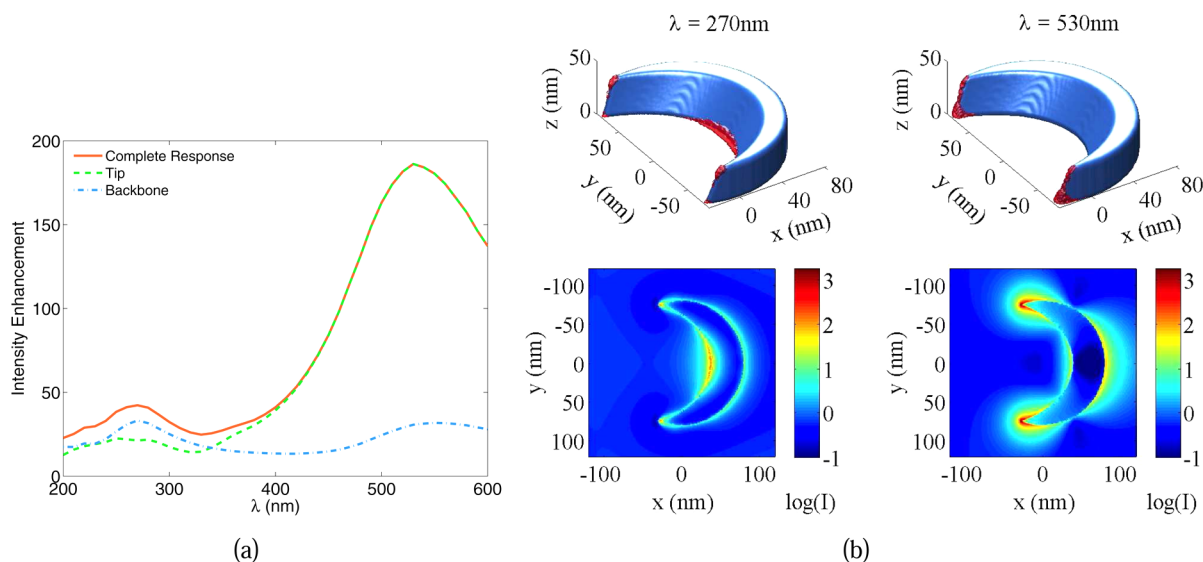 200
150
100
50
0
Intensity Enhancement
Complete Response
Tip
Backbone
200 300 400 500 600
λ (nm)
(a)
λ = 270nm
50
0
z (nm)
50
0
-50
y (nm)
0
40
80
x (nm)
λ = 530nm
50
0
z (nm)
50
0
-50
y (nm)
0
40
80
x (nm)
-100
-50
0
50
100
y (nm)
-100 0 100
x (nm)
3
2
1
0
-1
log(I)
-100
-50
0
50
100
y (nm)
-100 0 100
x (nm)
3
2
1
0
-1
log(I)
(b)